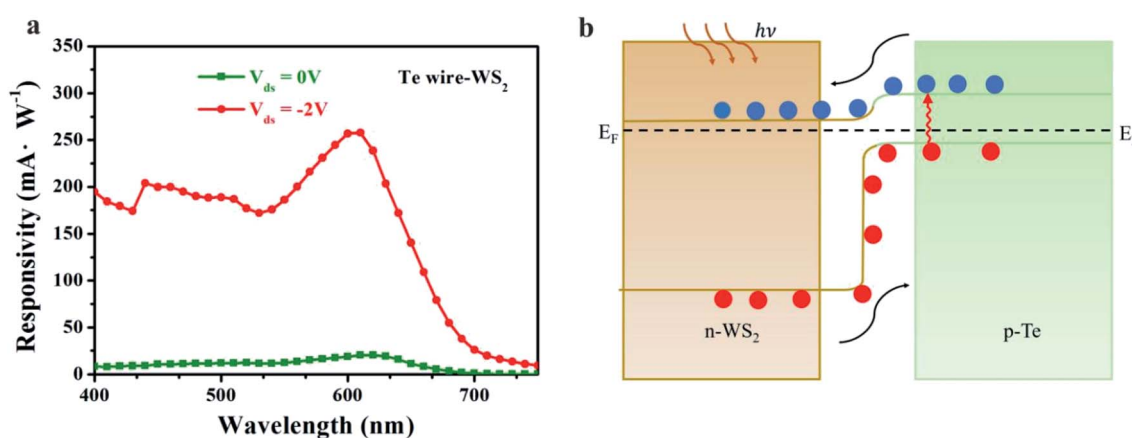 a
350
300
250
200
150
100
50
0
400
500
600
700
Responsivity (mA· W⁻¹)
Wavelength (nm)
V_ds = 0V
V_ds = -2V
Te wire-WS₂
b
hν
E_F
E
n-WS₂
p-Te